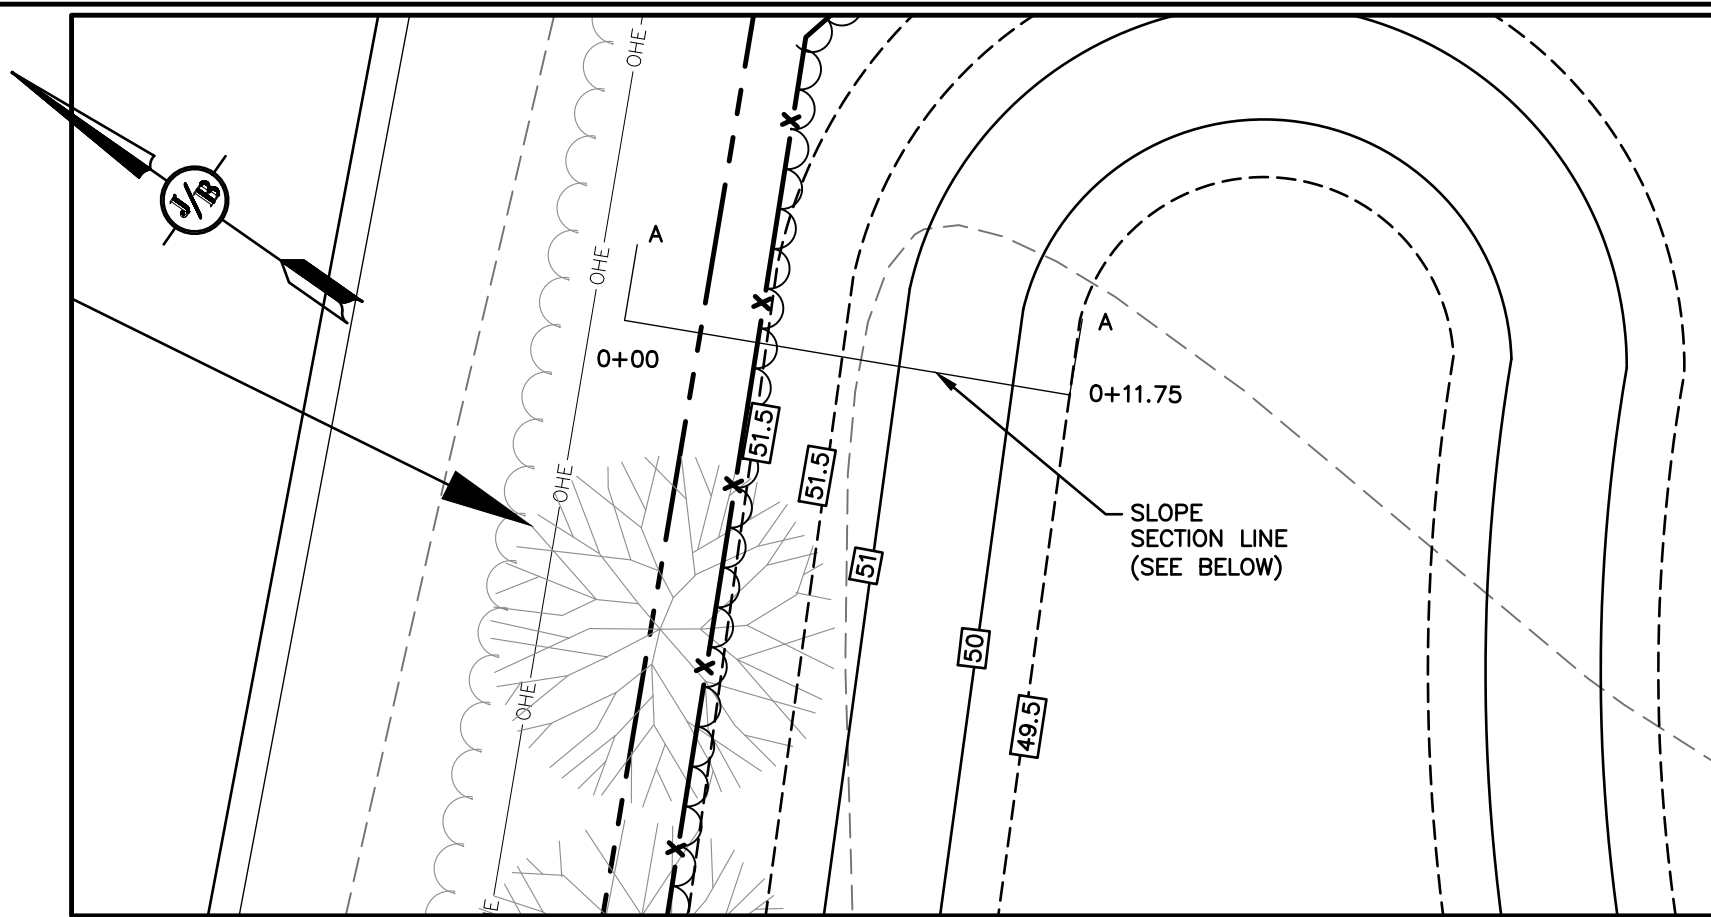 OHE
J/B
A
OHE
A
0+00
0+11.75
51.5
51.5
OHE
SLOPE
SECTION LINE
(SEE BELOW)
51
50
OHE
49.5
HE